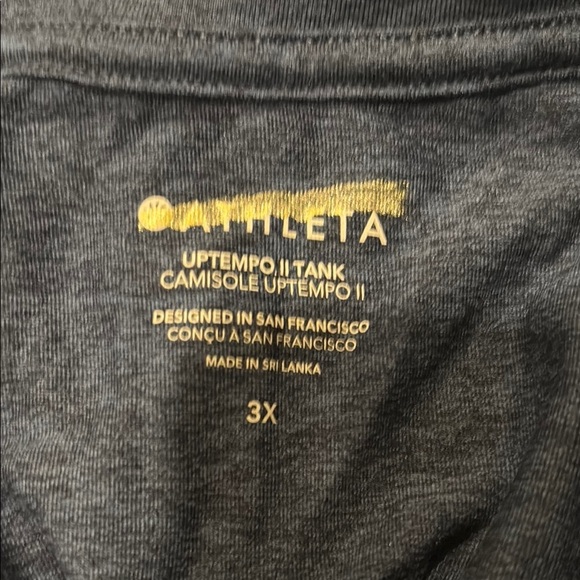 ATHLETA
UPTEMPO II TANK
CAMISOLE UPTEMPO II
DESIGNED IN SAN FRANCISCO
CONÇU À SAN FRANCISCO
MADE IN SRI LANKA
3X